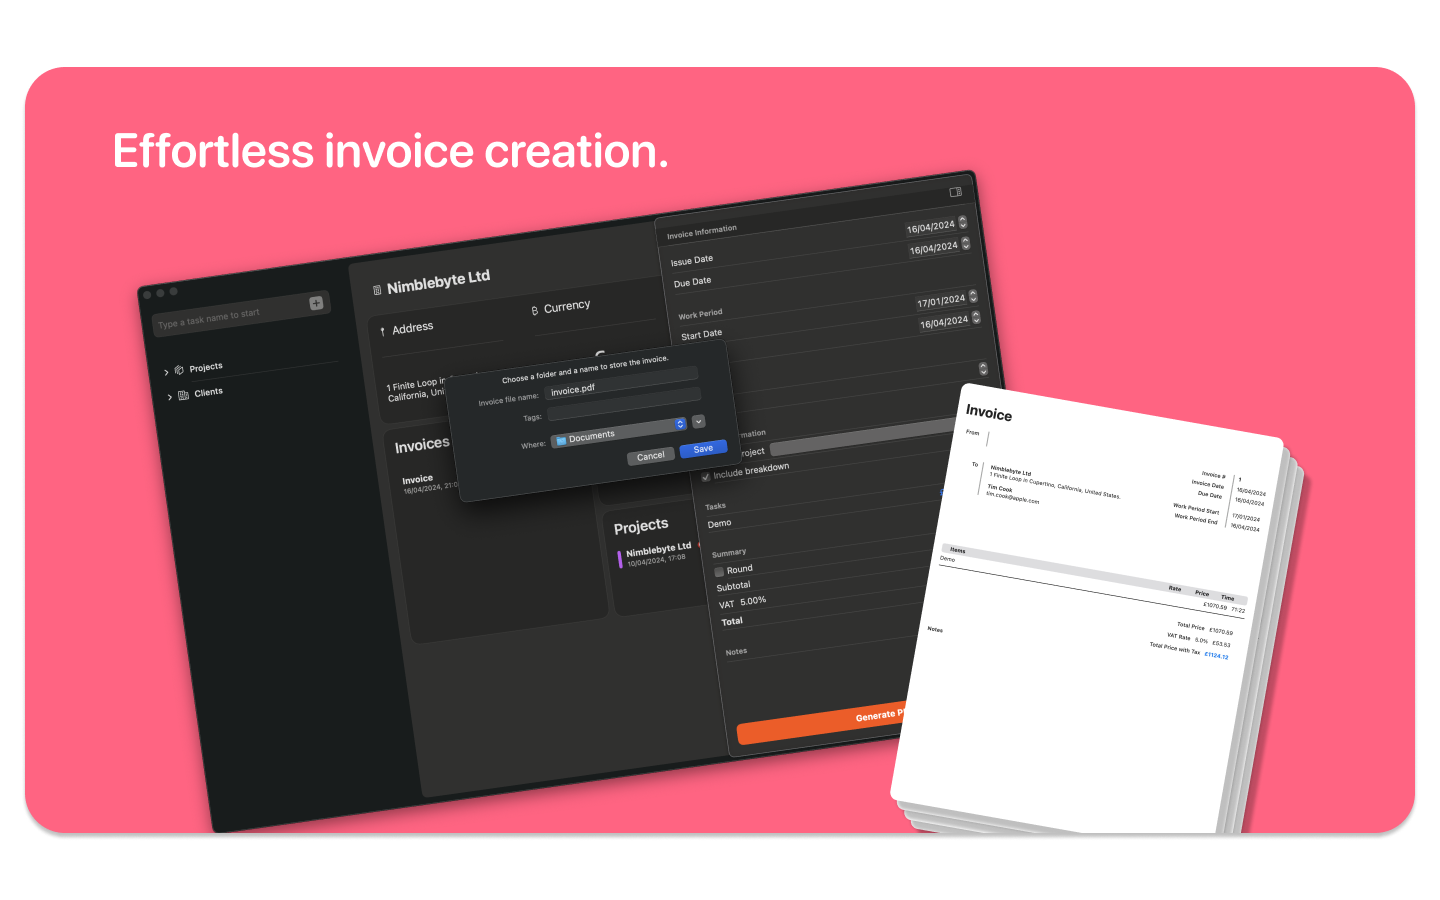 Effortless invoice creation.
Type a task name to start
Projects
Clients
Nimblebyte Ltd
Address
Currency
1 Finite Loop in
California, Uni
Invoices
Invoice
16/04/2024, 21:0
Projects
Nimblebyte Ltd
10/04/2024, 17:08
Choose a folder and a name to store the invoice.
Invoice file name: invoice.pdf
Tags:
Where: Documents
Cancel Save
Invoice Information
Issue Date 16/04/2024
Due Date 16/04/2024
Work Period
Start Date 17/01/2024
16/04/2024
Include breakdown
Tasks
Demo
Summary
Round
Subtotal
VAT 5.00%
Total
Notes
Generate P
Invoice
From
To
Nimblebyte Ltd
1 Finite Loop in Cupertino, California, United States.
Tim Cook
tim.cook@apple.com
Invoice # 1
Invoice Date 16/04/2024
Due Date 16/04/2024
Work Period Start 17/01/2024
Work Period End 16/04/2024
Items Rate Price Time
Demo £1070.59 71:22
Total Price £1070.59
VAT Rate 5.0% £53.53
Total Price with Tax £1124.12
Notes